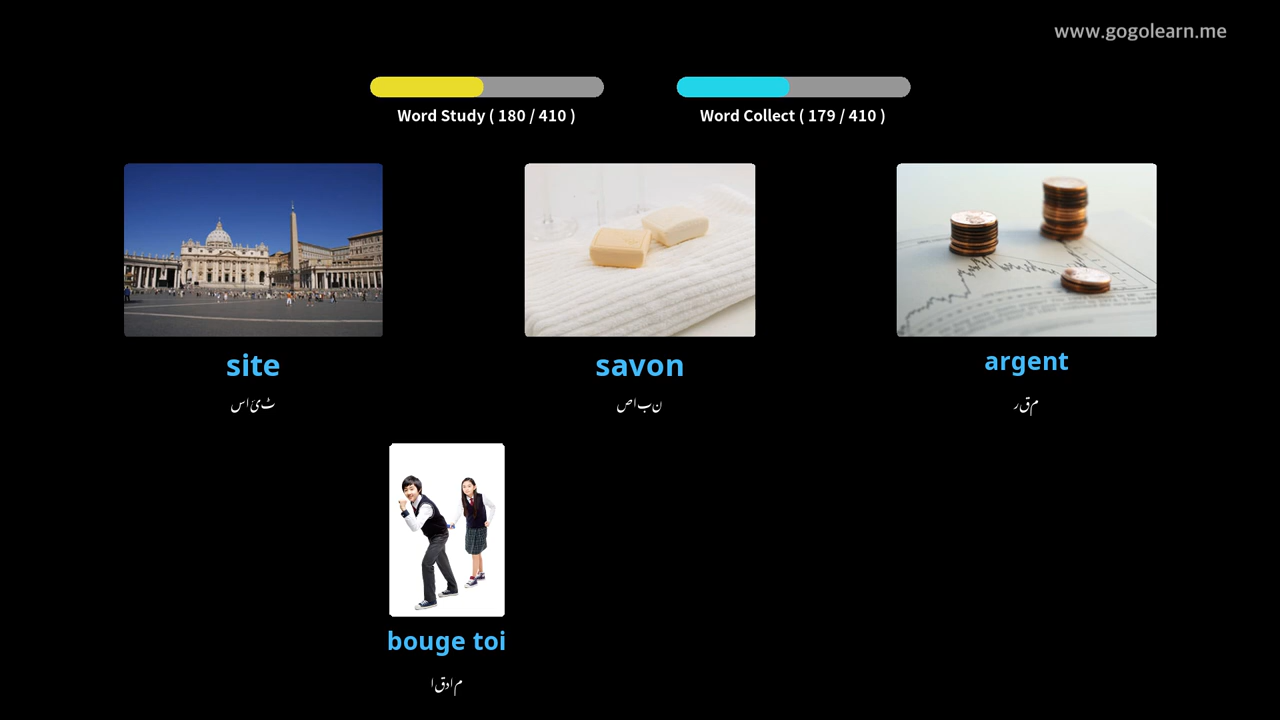 www.gogolearn.me
Word Study ( 180 / 410 )
Word Collect ( 179 / 410 )
site
savon
argent
سائٹ
صابن
رقم
bouge toi
اقدام